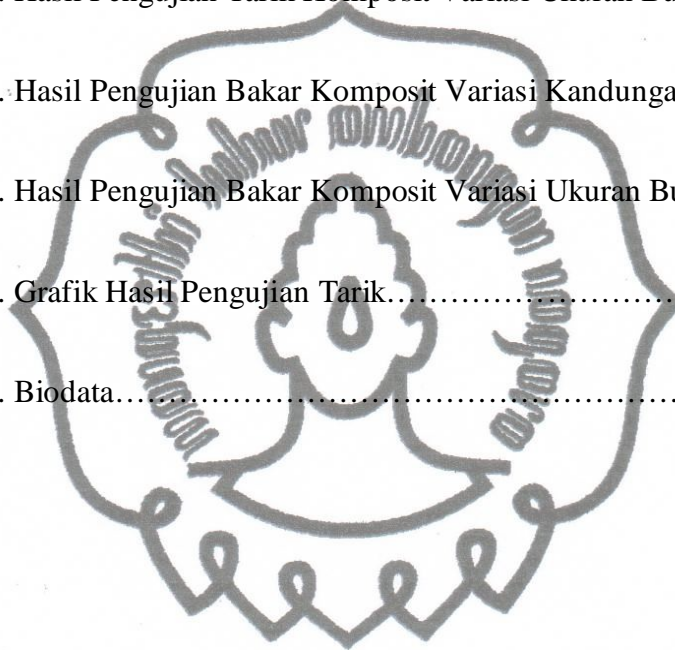 . Hasil Pengujian Tarik Komposit Variasi Ukuran Bu
. Hasil Pengujian Bakar Komposit Variasi Kandunga
. Hasil Pengujian Bakar Komposit Variasi Ukuran Bu
. Grafik Hasil Pengujian Tarik……………………
. Biodata………………………………………………